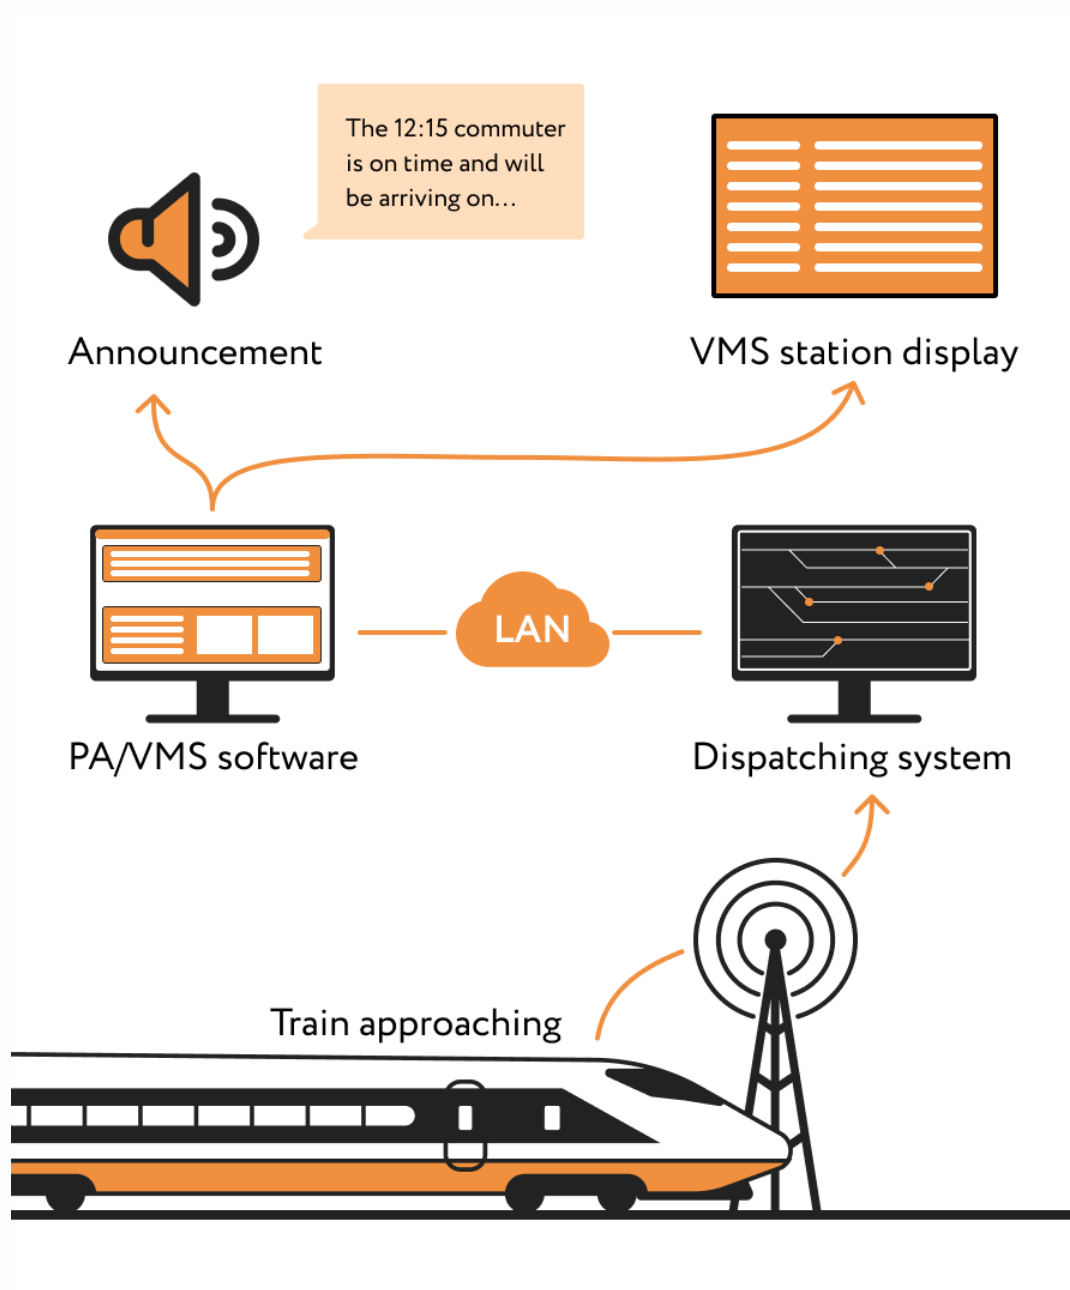 The 12:15 commuter
is on time and will
be arriving on...
Announcement
VMS station display
LAN
PA/VMS software
Dispatching system
Train approaching